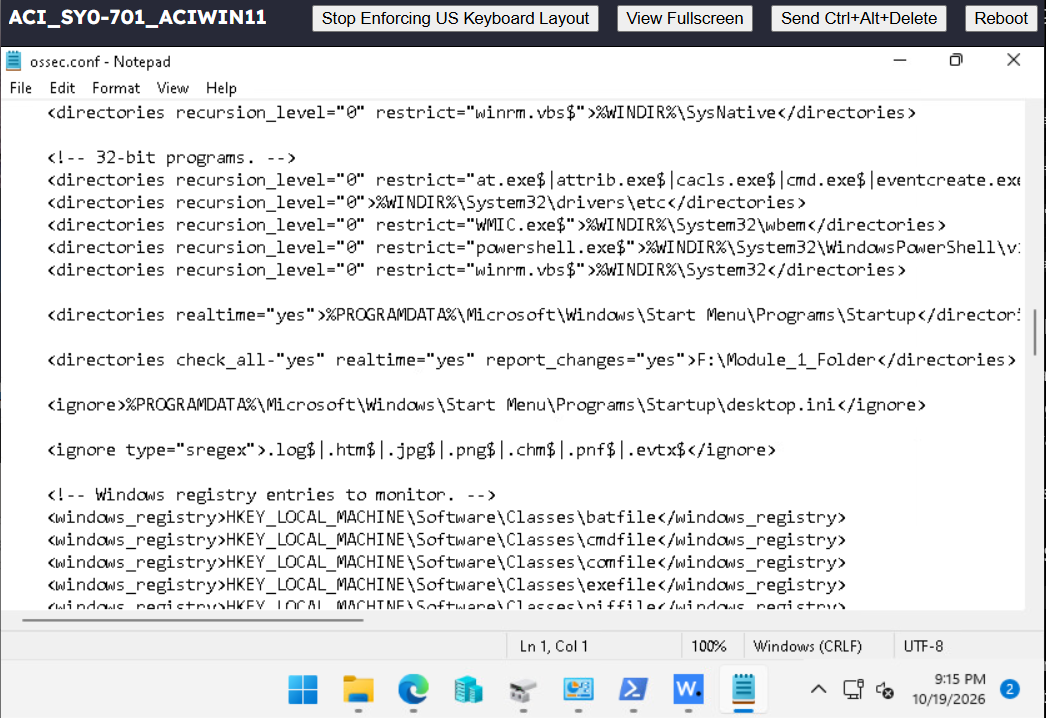 ACI_SY0-701_ACIWIN11
Stop Enforcing US Keyboard Layout
View Fullscreen
Send Ctrl+Alt+Delete
Reboot
ossec.conf - Notepad
File Edit Format View Help
<directories recursion_level="0" restrict="winrm.vbs$">%WINDIR%\SysNative</directories>
<!-- 32-bit programs. -->
<directories recursion_level="0" restrict="at.exe$|attrib.exe$|cacls.exe$|cmd.exe$|eventcreate.exe
<directories recursion_level="0">%WINDIR%\System32\drivers\etc</directories>
<directories recursion_level="0" restrict="WMIC.exe$">%WINDIR%\System32\wbem</directories>
<directories recursion_level="0" restrict="powershell.exe$">%WINDIR%\System32\WindowsPowerShell\v
<directories recursion_level="0" restrict="winrm.vbs$">%WINDIR%\System32</directories>
<directories realtime="yes">%PROGRAMDATA%\Microsoft\Windows\Start Menu\Programs\Startup</director
<directories check_all-"yes" realtime="yes" report_changes="yes">F:\Module_1_Folder</directories>
<ignore>%PROGRAMDATA%\Microsoft\Windows\Start Menu\Programs\Startup\desktop.ini</ignore>
<ignore type="sregex">.log$|.htm$|.jpg$|.png$|.chm$|.pnf$|.evtx$</ignore>
<!-- Windows registry entries to monitor. -->
<windows_registry>HKEY_LOCAL_MACHINE\Software\Classes\batfile</windows_registry>
<windows_registry>HKEY_LOCAL_MACHINE\Software\Classes\cmdfile</windows_registry>
<windows_registry>HKEY_LOCAL_MACHINE\Software\Classes\comfile</windows_registry>
<windows_registry>HKEY_LOCAL_MACHINE\Software\Classes\exefile</windows_registry>
<windows_registry>HKEY_LOCAL_MACHINE\Software\Classes\piffile</windows_registry>
Ln 1, Col 1
100%
Windows (CRLF)
UTF-8
W.
9:15 PM
10/19/2026
2